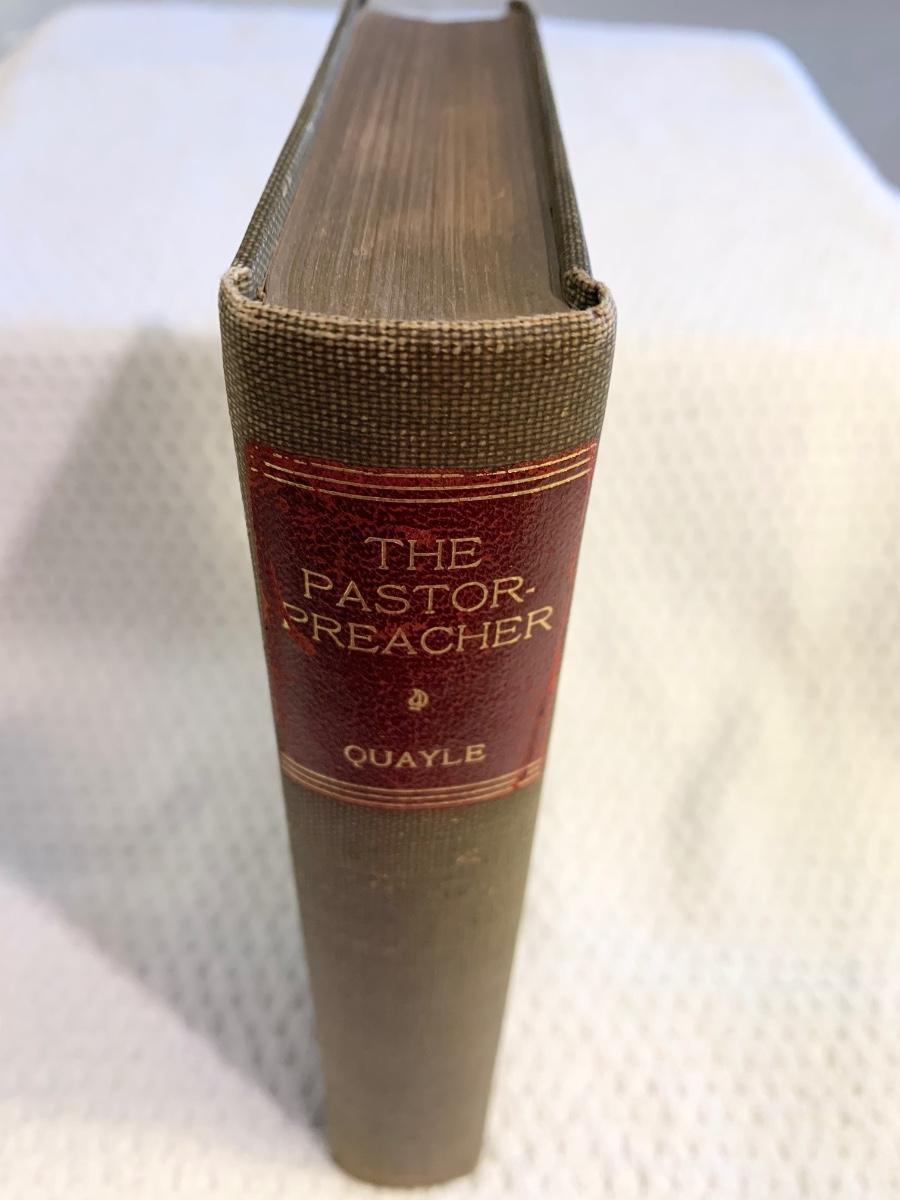 THE
PASTOR-
PREACHER
QUAYLE